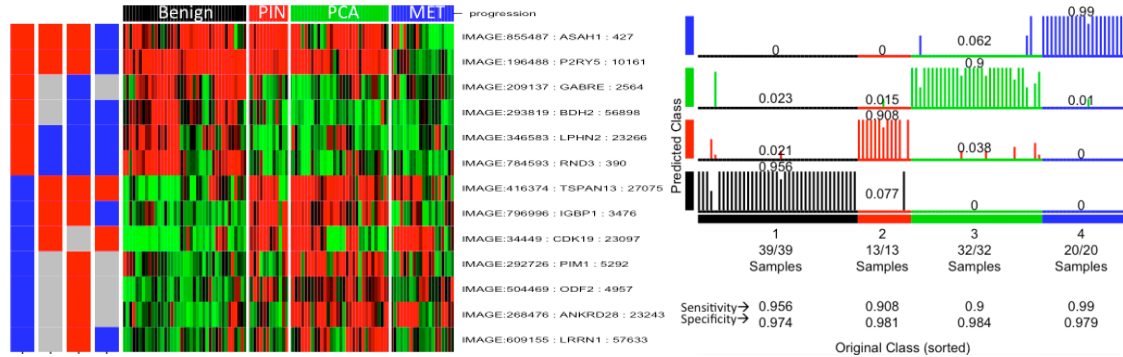 Benign PIN PCA MET progression
IMAGE:855487 : ASAH1 : 427
IMAGE:196488 : P2RY5 : 10161
IMAGE:209137 : GABRE : 2564
IMAGE:293819 : BDH2 : 56898
IMAGE:346583 : LPHN2 : 23266
IMAGE:784593 : RND3 : 390
IMAGE:416374 : TSPAN13 : 27075
IMAGE:796996 : IGBP1 : 3476
IMAGE:34449 : CDK19 : 23097
IMAGE:292726 : PIM1 : 5292
IMAGE:504469 : ODF2 : 4957
IMAGE:268476 : ANKRD28 : 23243
IMAGE:609155 : LRRN1 : 57633
Predicted Class
0 0 0.062 0.99
0.023 0.015 0.9 0.01
0.021 0.908 0.038 0
0.956 0.077 0 0
1 2 3 4
39/39 13/13 32/32 20/20
Samples Samples Samples Samples
Sensitivity→ 0.956 0.908 0.9 0.99
Specificity→ 0.974 0.981 0.984 0.979
Original Class (sorted)